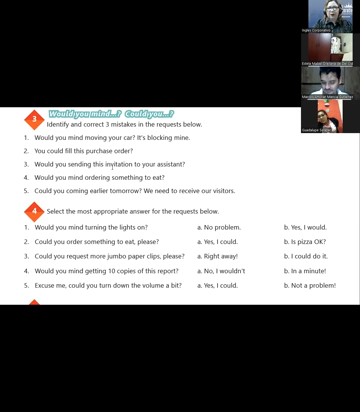 Would you mind...? Could you...?
3
Identify and correct 3 mistakes in the requests below.
1. Would you mind moving your car? It's blocking mine.
2. You could fill this purchase order?
3. Would you sending this invitation to your assistant?
4. Would you mind ordering something to eat?
5. Could you coming earlier tomorrow? We need to receive our visitors.
4 Select the most appropriate answer for the requests below.
1. Would you mind turning the lights on? a. No problem. b. Yes, I would.
2. Could you order something to eat, please? a. Yes, I could. b. Is pizza OK?
3. Could you request more jumbo paper clips, please? a. Right away! b. I could do it.
4. Would you mind getting 10 copies of this report? a. No, I wouldn't b. In a minute!
5. Excuse me, could you turn down the volume a bit? a. Yes, I could. b. Not a problem!